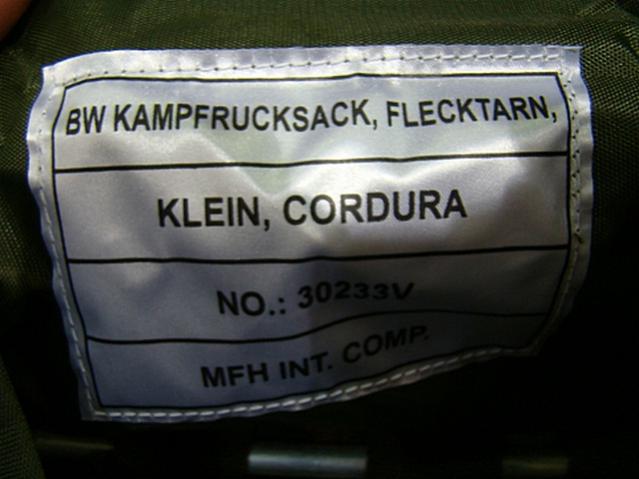 BW KAMPFRUCKSACK, FLECKTARN,
KLEIN, CORDURA
NO.: 30233V
MFH INT. COMP.